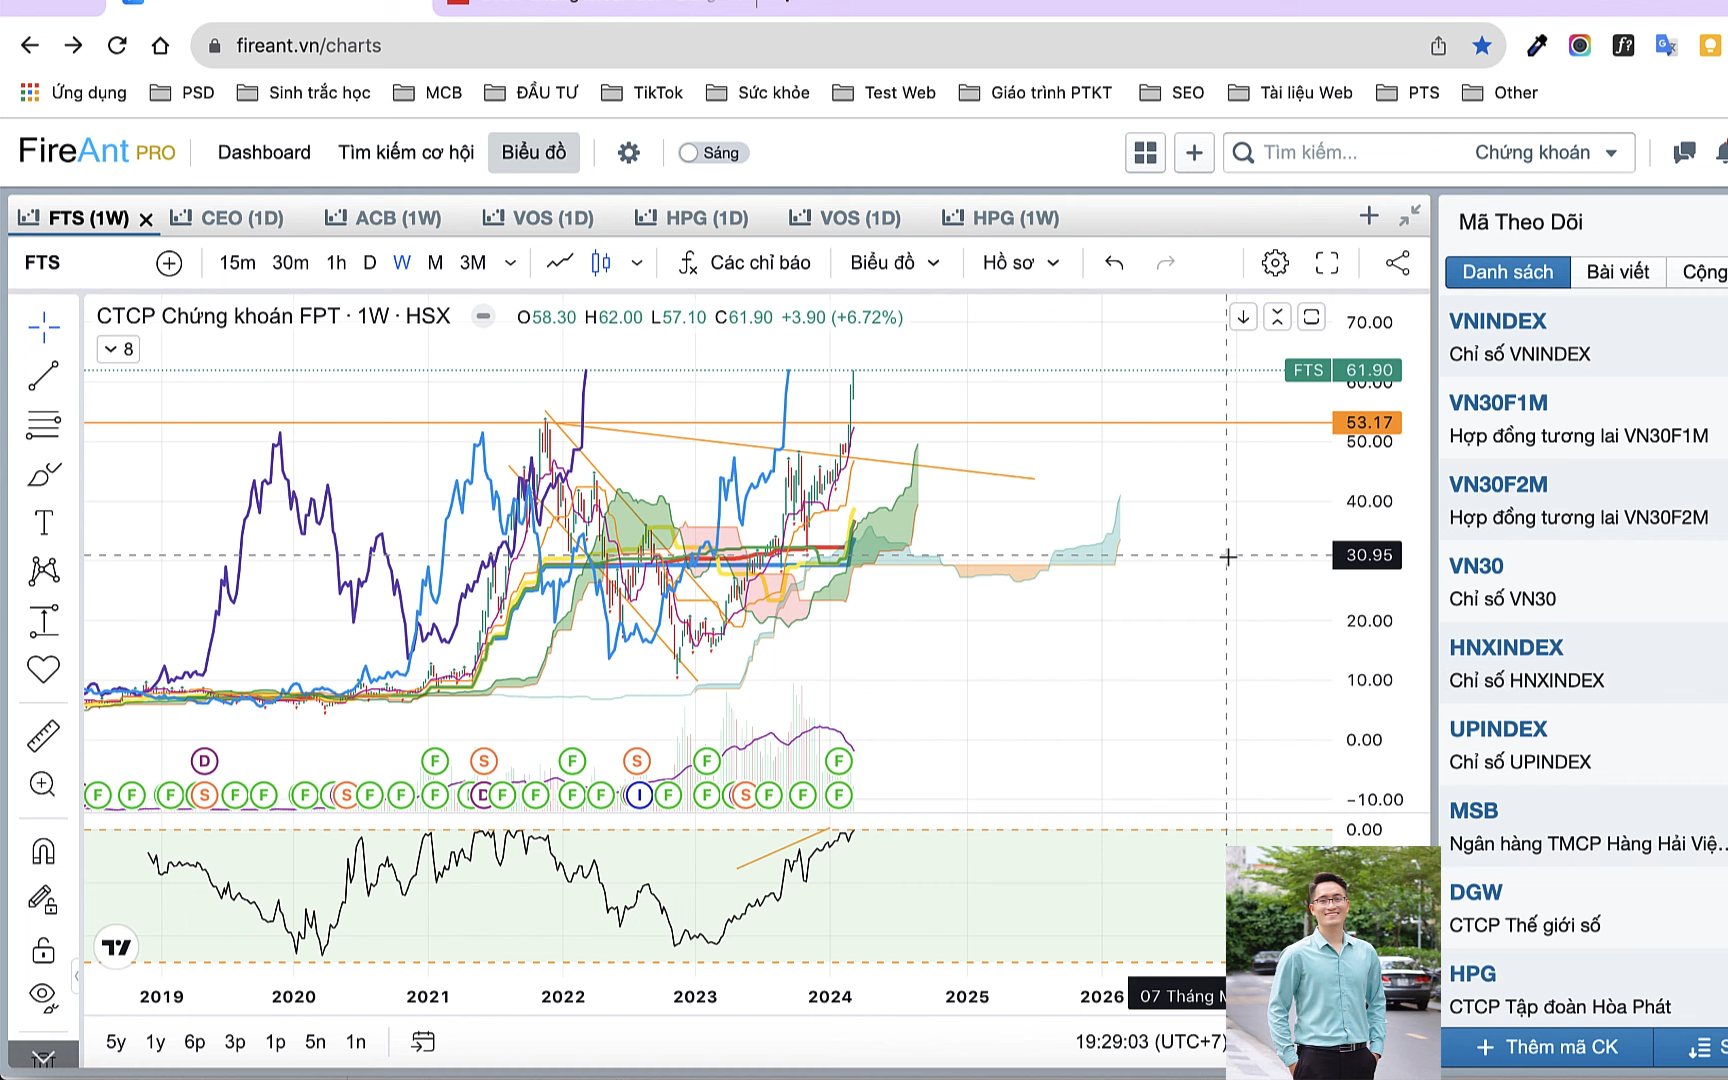 fireant.vn/charts
Ứng dụng PSD Sinh trắc học MCB ĐẦU TƯ TikTok Sức khỏe Test Web Giáo trình PTKT SEO Tài liệu Web PTS Other
FireAnt PRO Dashboard Tìm kiếm cơ hội Biểu đồ Sáng Tìm kiếm... Chứng khoán
FTS (1W) CEO (1D) ACB (1W) VOS (1D) HPG (1D) VOS (1D) HPG (1W)
Mã Theo Dõi
FTS 15m 30m 1h D W M 3M Các chỉ báo Biểu đồ Hồ sơ
Danh sách Bài viết Cộng
CTCP Chứng khoán FPT · 1W · HSX O58.30 H62.00 L57.10 C61.90 +3.90 (+6.72%)
8
70.00
FTS 61.90
60.00
53.17
50.00
40.00
30.95
20.00
10.00
0.00
−10.00
0.00
D F S F S F F
F F F S F F F S F F F D F F F F I F F S F F F
2019 2020 2021 2022 2023 2024 2025 2026 07 Tháng
5y 1y 6p 3p 1p 5n 1n 19:29:03 (UTC+7)
VNINDEX
Chỉ số VNINDEX
VN30F1M
Hợp đồng tương lai VN30F1M
VN30F2M
Hợp đồng tương lai VN30F2M
VN30
Chỉ số VN30
HNXINDEX
Chỉ số HNXINDEX
UPINDEX
Chỉ số UPINDEX
MSB
Ngân hàng TMCP Hàng Hải Việ...
DGW
CTCP Thế giới số
HPG
CTCP Tập đoàn Hòa Phát
+ Thêm mã CK